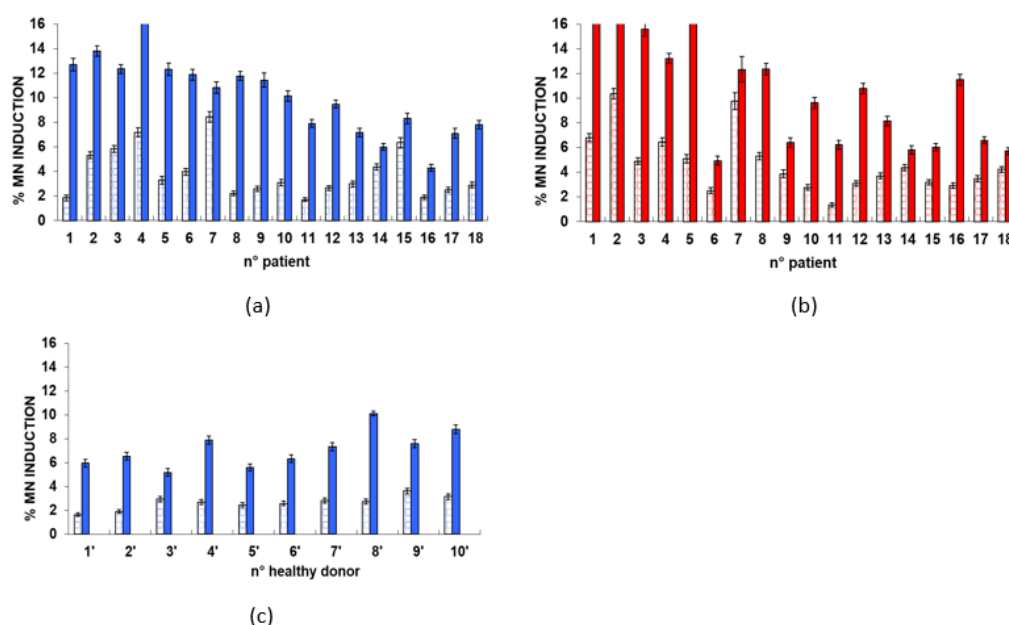 % MN INDUCTION
16
14
12
10
8
6
4
2
0
1 2 3 4 5 6 7 8 9 10 11 12 13 14 15 16 17 18
n° patient
(a)
% MN INDUCTION
16
14
12
10
8
6
4
2
0
1 2 3 4 5 6 7 8 9 10 11 12 13 14 15 16 17 18
n° patient
(b)
% MN INDUCTION
16
14
12
10
8
6
4
2
0
1' 2' 3' 4' 5' 6' 7' 8' 9' 10'
n° healthy donor
(c)